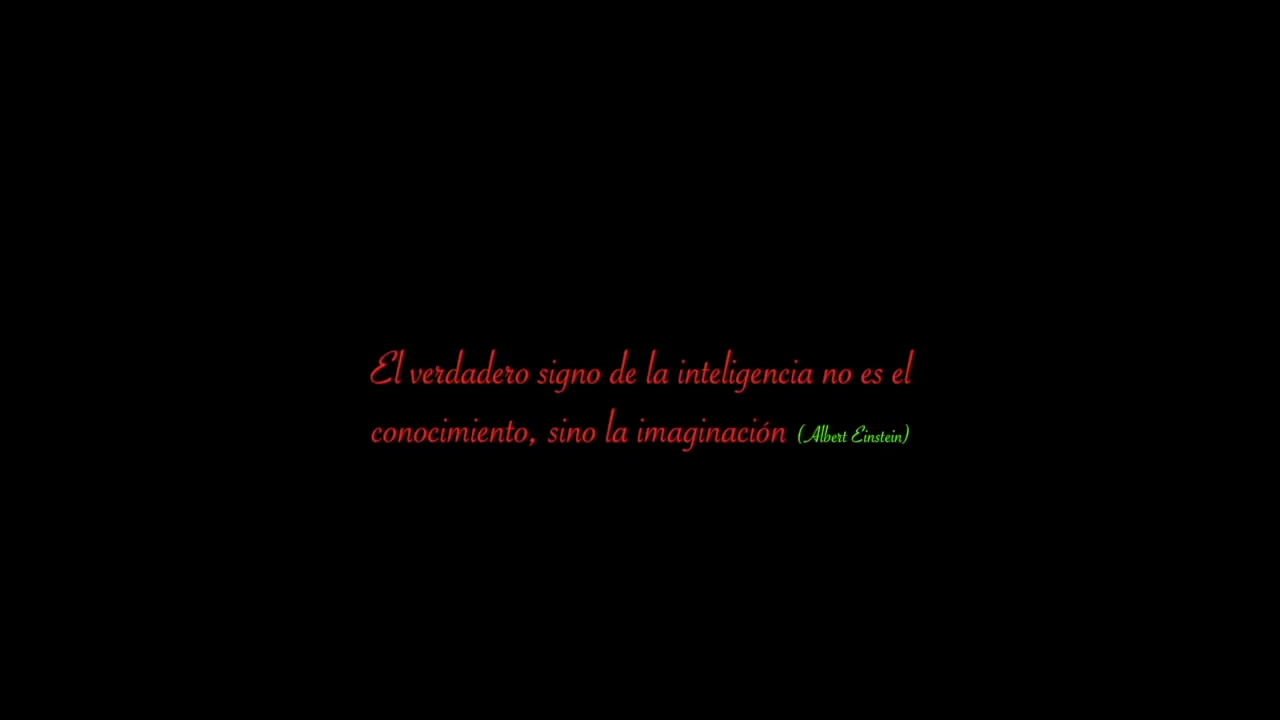 El verdadero signo de la inteligencia no es el
conocimiento, sino la imaginación (Albert Einstein)